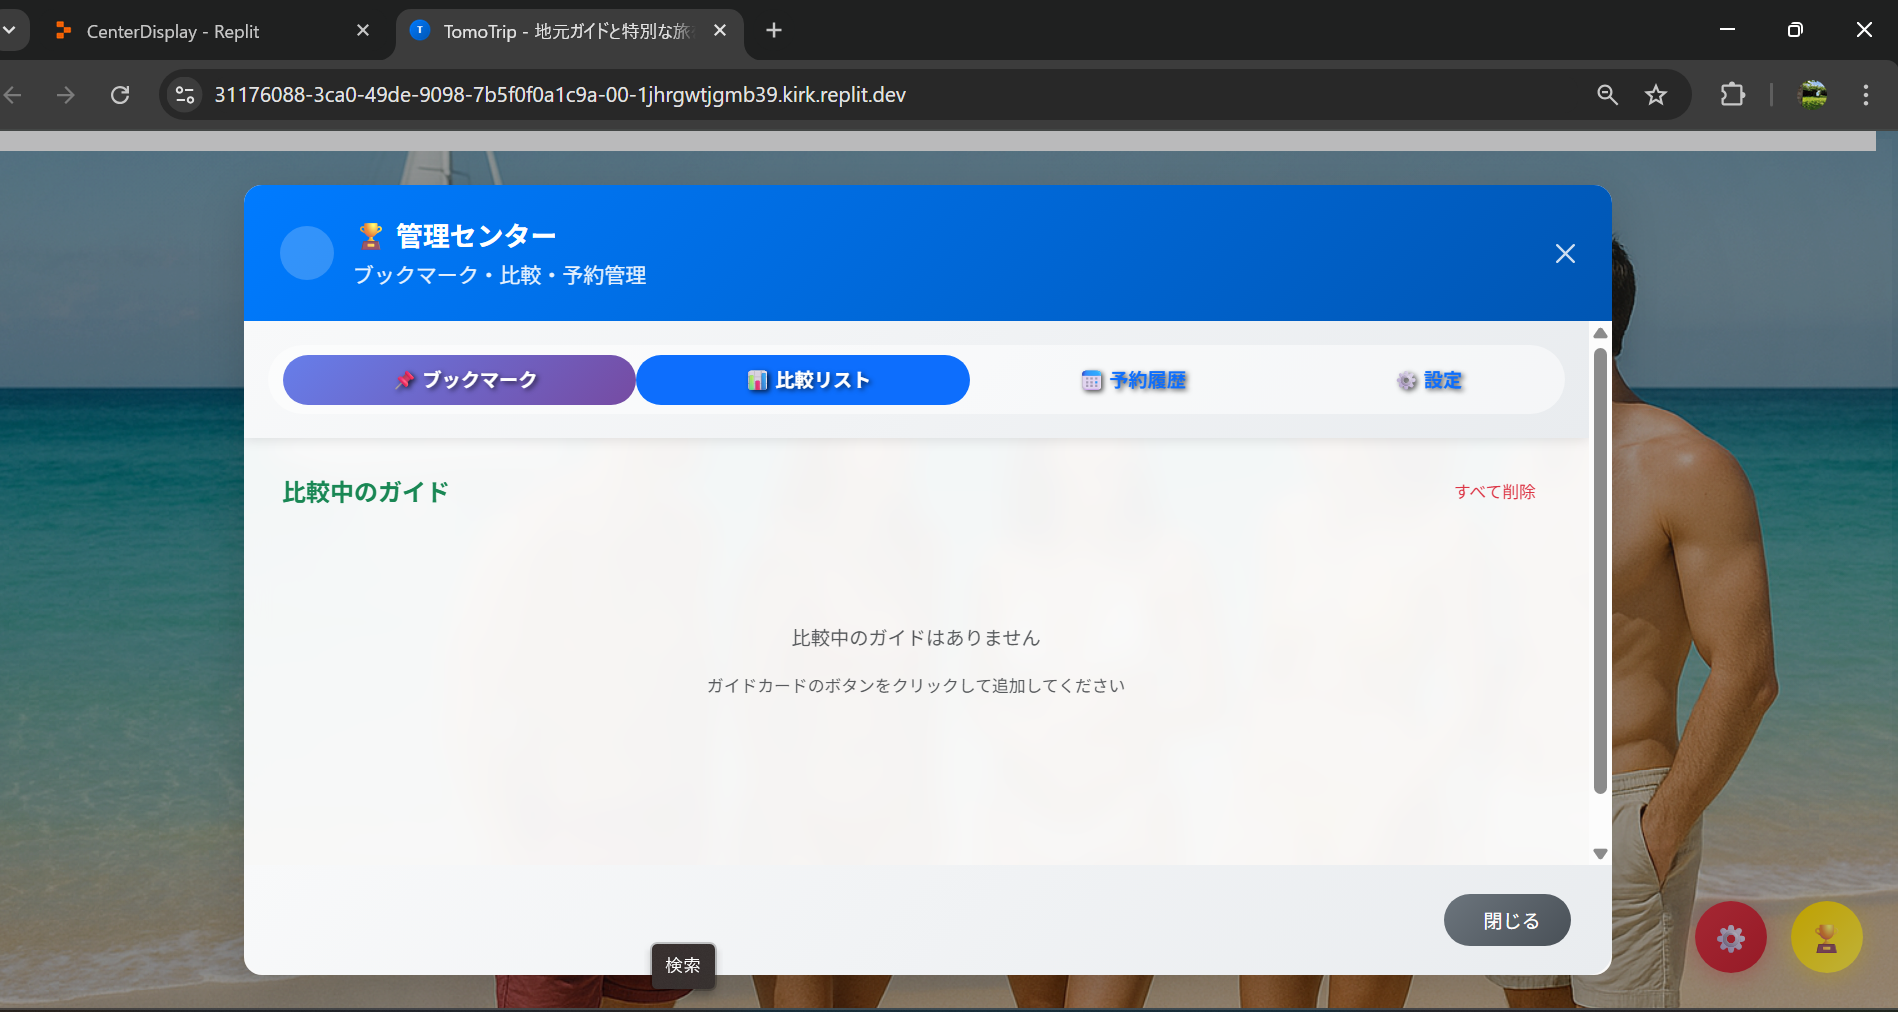 CenterDisplay - Replit
TomoTrip - 地元ガイドと特別な旅
31176088-3ca0-49de-9098-7b5f0f0a1c9a-00-1jhrgwtjgmb39.kirk.replit.dev
🏆 管理センター
ブックマーク・比較・予約管理
📌 ブックマーク
📊 比較リスト
📅 予約履歴
⚙️ 設定
比較中のガイド
すべて削除
比較中のガイドはありません
ガイドカードのボタンをクリックして追加してください
閉じる
検索